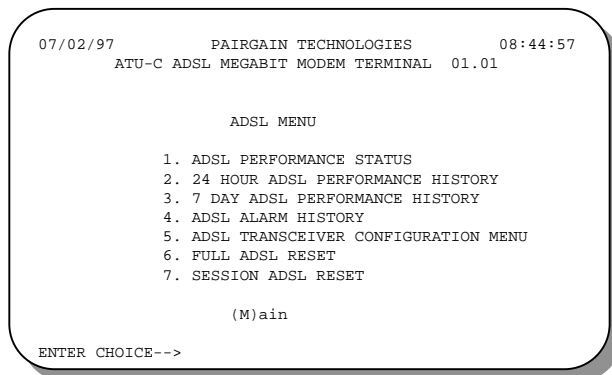 07/02/97 PAIRGAIN TECHNOLOGIES 08:44:57
ATU-C ADSL MEGABIT MODEM TERMINAL 01.01
ADSL MENU
1. ADSL PERFORMANCE STATUS
2. 24 HOUR ADSL PERFORMANCE HISTORY
3. 7 DAY ADSL PERFORMANCE HISTORY
4. ADSL ALARM HISTORY
5. ADSL TRANSCEIVER CONFIGURATION MENU
6. FULL ADSL RESET
7. SESSION ADSL RESET
(M)ain
ENTER CHOICE-->